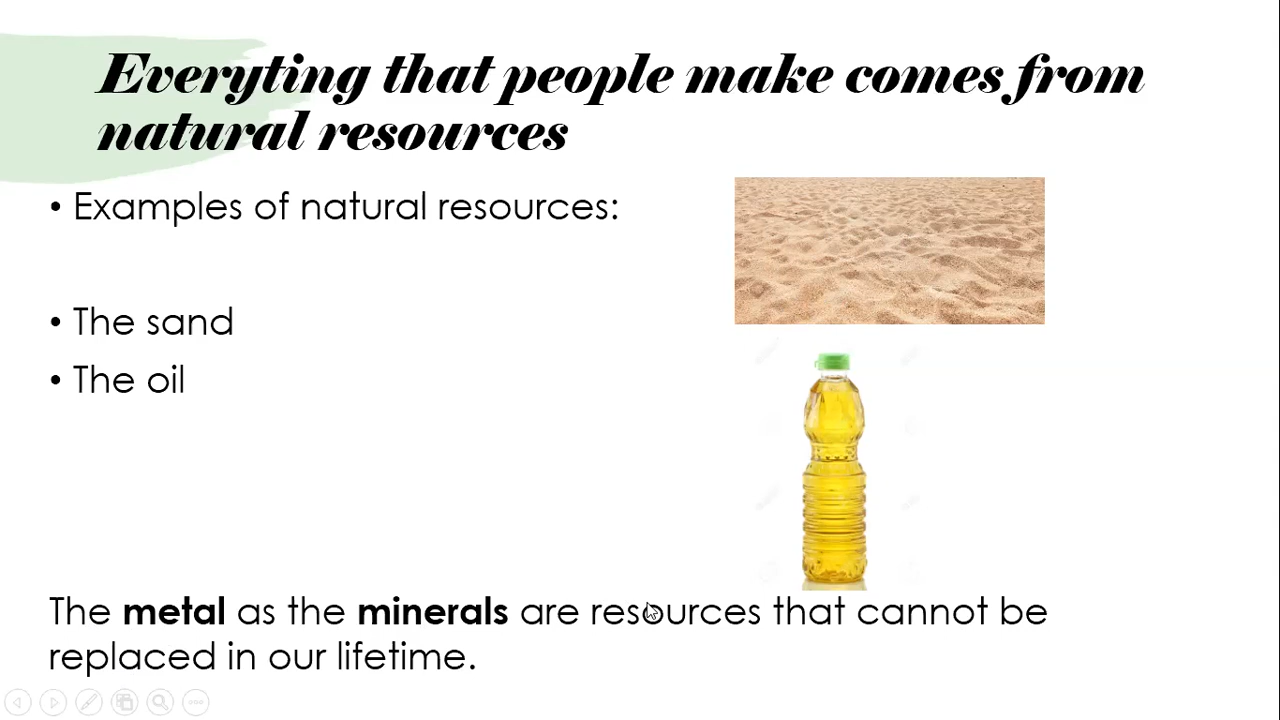 Everyting that people make comes from
natural resources
• Examples of natural resources:
• The sand
• The oil
The metal as the minerals are resources that cannot be
replaced in our lifetime.